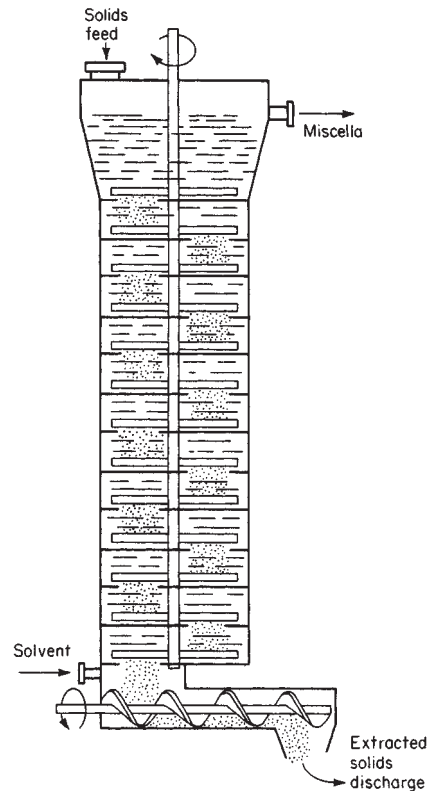 Solids
feed
Miscella
Solvent
Extracted
solids
discharge